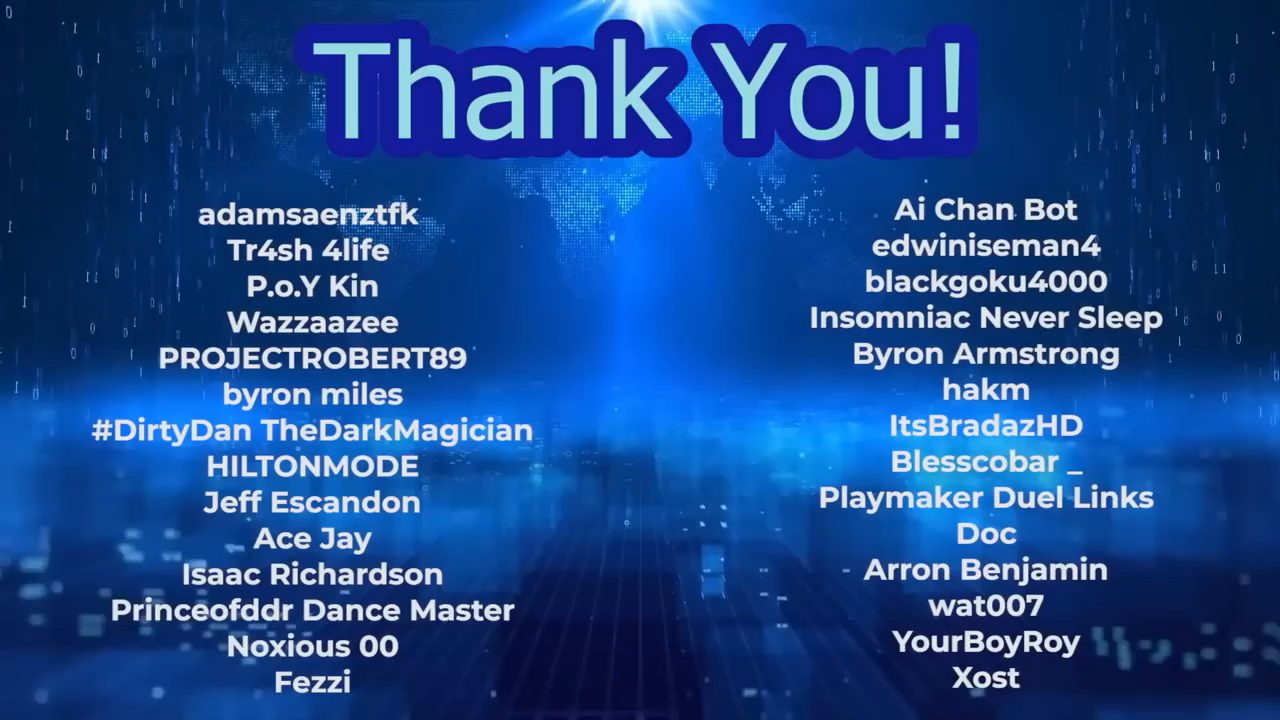 Thank You!
adamsaenztfk
Tr4sh 4life
P.o.Y Kin
Wazzaazee
PROJECTROBERT89
byron miles
#DirtyDan TheDarkMagician
HILTONMODE
Jeff Escandon
Ace Jay
Isaac Richardson
Princeofddr Dance Master
Noxious 00
Fezzi
Ai Chan Bot
edwiniseman4
blackgoku4000
Insomniac Never Sleep
Byron Armstrong
hakm
ItsBradazHD
Blesscobar _
Playmaker Duel Links
Doc
Arron Benjamin
wat007
YourBoyRoy
Xost